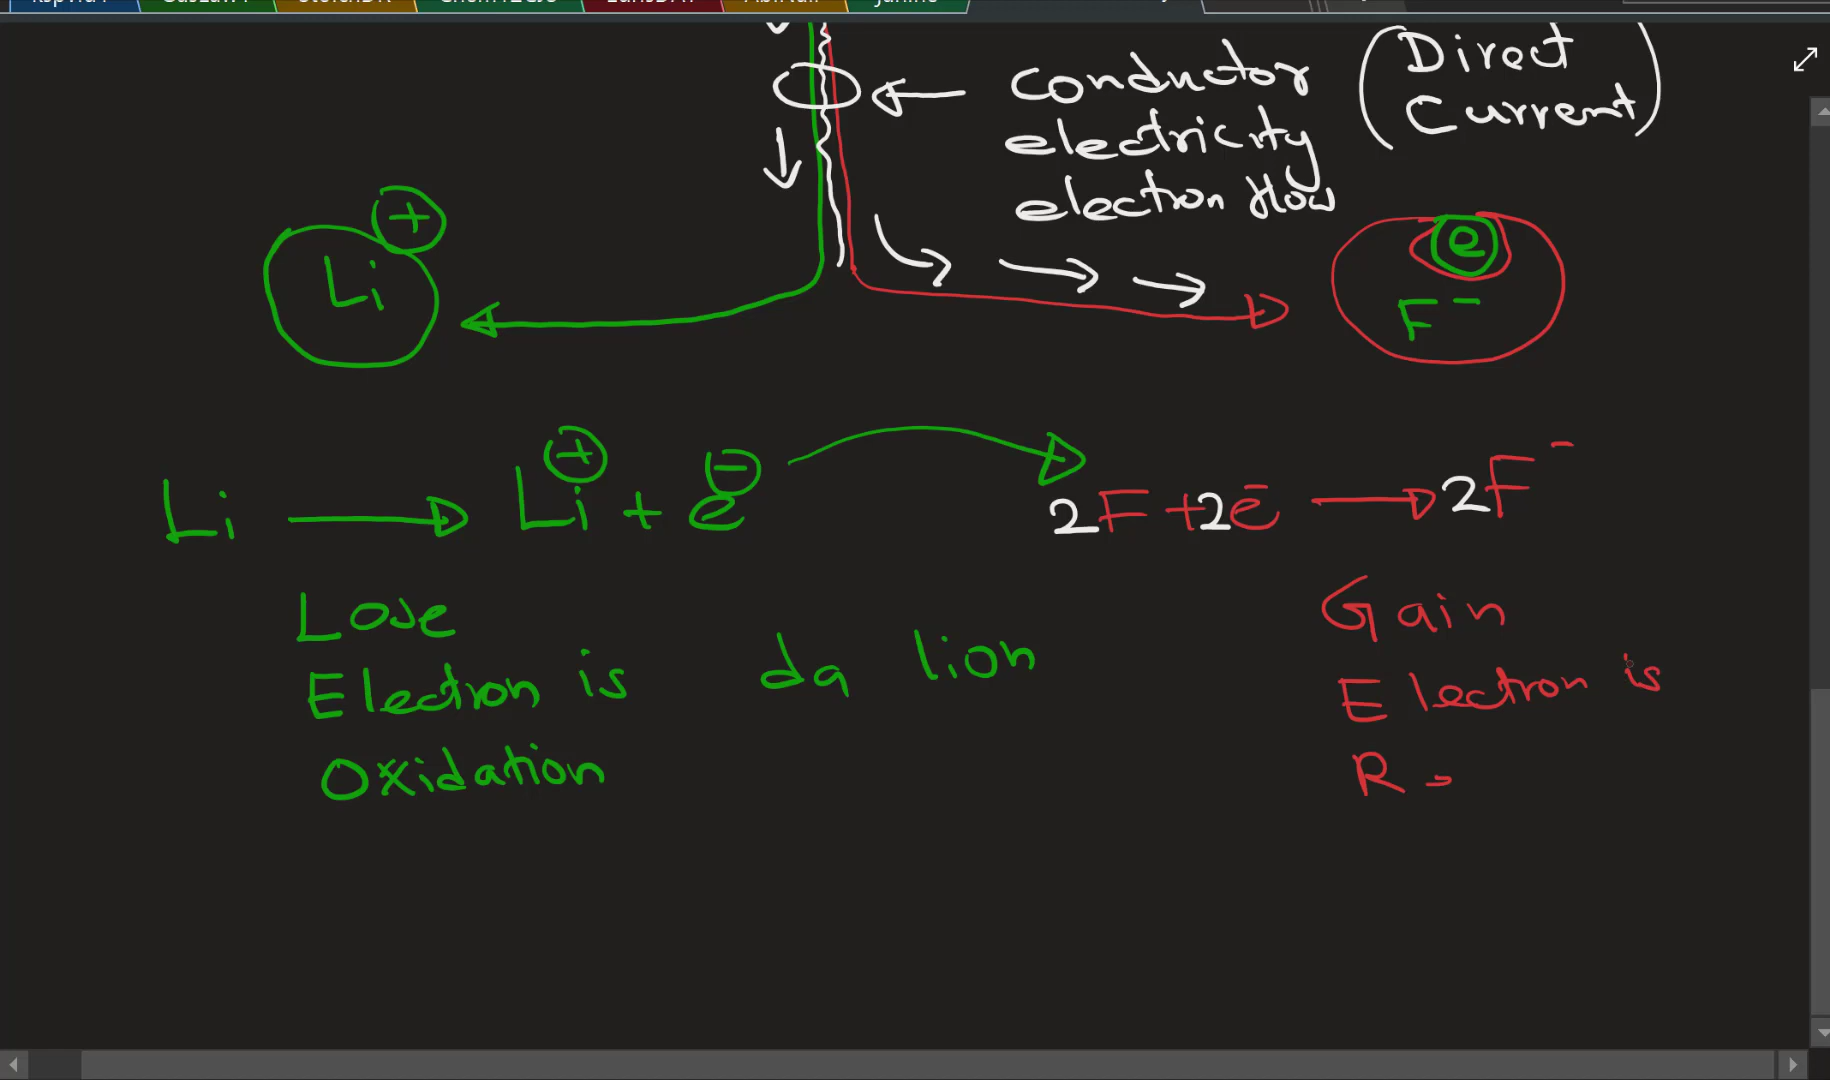 conductor (Direct
electricity Current)
electron flow
+
Li
e
F⁻
Li → Li⁺ + e⁻ 2F + 2e⁻ → 2F⁻
Lose Gain
Electron is da lion Electron is
Oxidation R -